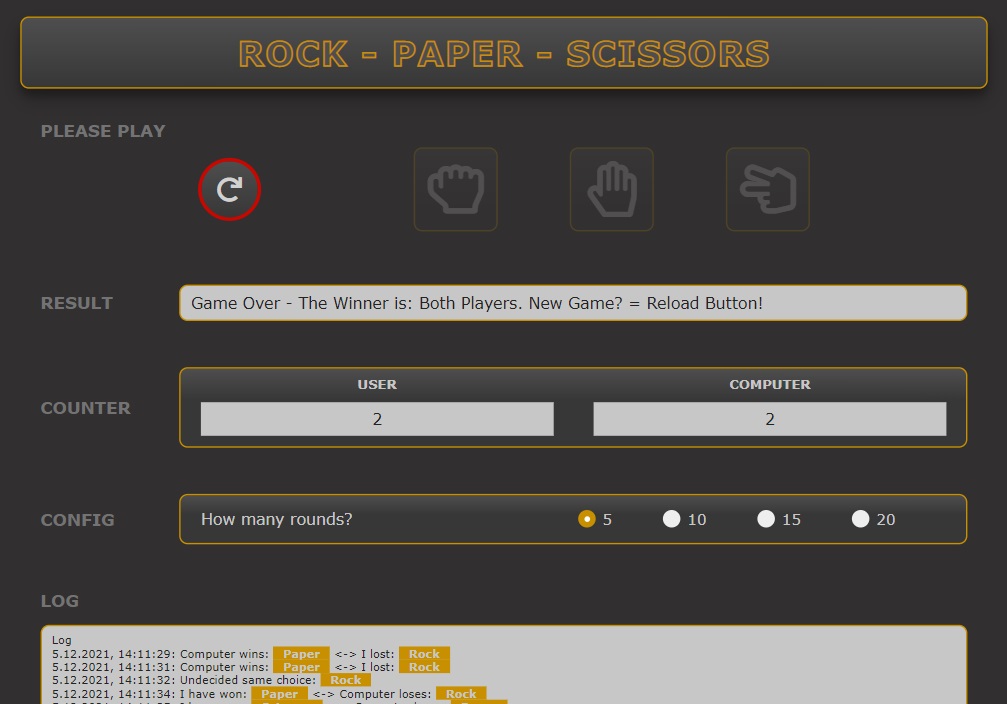 ROCK - PAPER - SCISSORS
PLEASE PLAY
RESULT
Game Over - The Winner is: Both Players. New Game? = Reload Button!
COUNTER
USER
COMPUTER
2
2
CONFIG
How many rounds?
5
10
15
20
LOG
Log
5.12.2021, 14:11:29: Computer wins: Paper <-> I lost: Rock
5.12.2021, 14:11:31: Computer wins: Paper <-> I lost: Rock
5.12.2021, 14:11:32: Undecided same choice: Rock
5.12.2021, 14:11:34: I have won: Paper <-> Computer loses: Rock